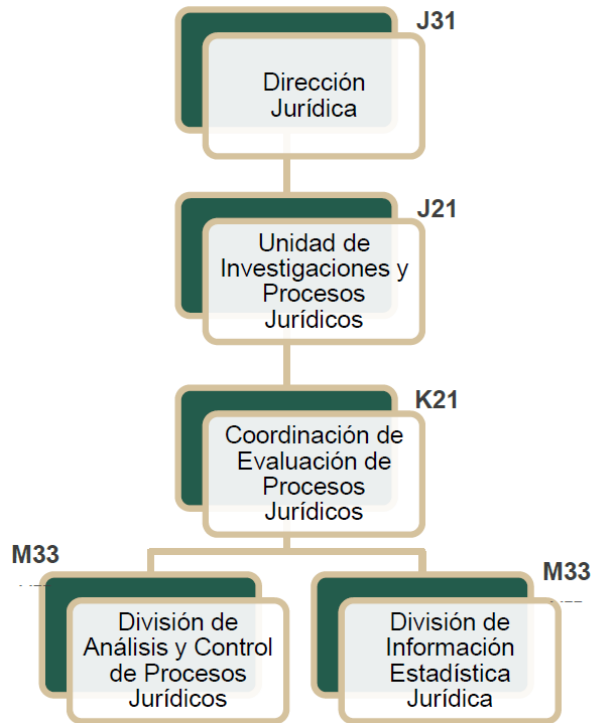 J31
Dirección
Jurídica
J21
Unidad de
Investigaciones y
Procesos
Jurídicos
K21
Coordinación de
Evaluación de
Procesos
Jurídicos
M33
División de
Análisis y Control
de Procesos
Jurídicos
M33
División de
Información
Estadística
Jurídica